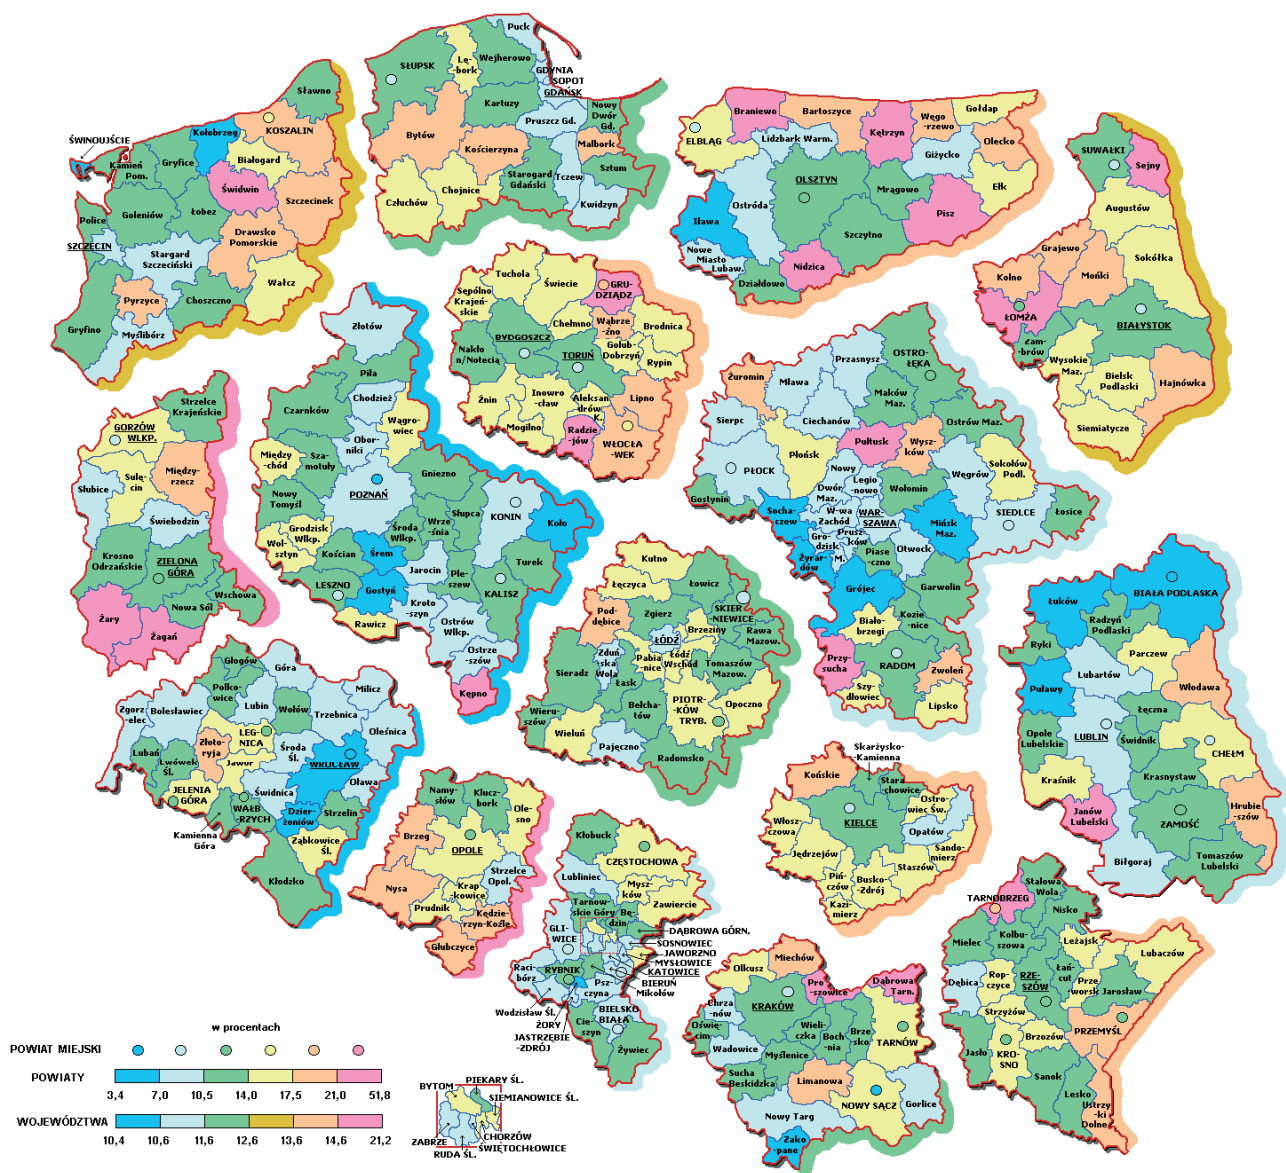 Puck
SŁUPSK
Lę-
-bork
Wejherowo
GDYNIA
SOPOT
GDAŃSK
Kartuzy
Nowy
Dwór
Gd.
Pruszcz Gd.
Bytów
Kościerzyna
Malbork
Starogard
Gdański
Tczew
Sztum
Chojnice
Człuchów
Kwidzyn
Sławno
Kołobrzeg
KOSZALIN
ŚWINOUJŚCIE
Kamień
Pom.
Gryfice
Białogard
Świdwin
Szczecinek
Police
Goleniów
Łobez
SZCZECIN
Drawsko
Pomorskie
Stargard
Szczeciński
Wałcz
Pyrzyce
Choszczno
Gryfino
Myślibórz
Braniewo
Bartoszyce
Węgo
-rzewo
Gołdap
ELBLĄG
Lidzbark Warm.
Kętrzyn
Olecko
Giżycko
OLSZTYN
Mrągowo
Ełk
Ostróda
Iława
Pisz
Szczytno
Nowe
Miasto
Lubaw.
Nidzica
Działdowo
SUWAŁKI
Sejny
Augustów
Grajewo
Sokółka
Kolno
Mońki
ŁOMŻA
BIAŁYSTOK
Zam-
brów
Wysokie
Maz.
Bielsk
Podlaski
Hajnówka
Siemiatycze
Tuchola
Sępólno
Krajeń-
skie
Świecie
GRU-
DZIĄDZ
Chełmno
Wąbrze-
źno
Brodnica
BYDGOSZCZ
Golub-
Dobrzyń
Nakło
n/Notecią
TORUŃ
Rypin
Żnin
Inowro
-cław
Aleksan-
drów
K.
Lipno
Mogilno
Radzie
-jów
WŁOCŁA
-WEK
Złotów
Piła
Chodzież
Czarnków
Wągro-
wiec
Obor-
niki
Między
-chód
Sza-
motuły
Gniezno
POZNAŃ
Nowy
Tomyśl
Słupca
KONIN
Koło
Wrze-
śnia
Środa
Wlkp.
Grodzisk
Wlkp.
Wol-
sztyn
Kościan
Śrem
Turek
Jarocin
Ple-
szew
LESZNO
Gostyń
KALISZ
Kroto
-szyn
Rawicz
Ostrów
Wlkp.
Ostrze-
szów
Kępno
Strzelce
Krajeńskie
GORZÓW
WLKP.
Między-
rzecz
Sulę-
cin
Słubice
Świebodzin
Krosno
Odrzańskie
ZIELONA
GÓRA
Wschowa
Nowa Sól
Żary
Żagań
OSTRO-
ŁĘKA
Przasnysz
Żuromin
Mława
Maków
Maz.
Ciechanów
Ostrów Maz.
Sierpc
Pułtusk
Wysz-
ków
PŁOCK
Płońsk
Węgrów
Sokołów
Podl.
Nowy
Dwór
Maz.
Legio
-nowo
Wołomin
Gostynin
W-wa
Zachód
WAR-
SZAWA
SIEDLCE
Łosice
Socha-
czew
Mińsk
Maz.
Gro-
dzisk
M.
Prusz
ków
Otwock
Żyrar-
dów
Piase
-czno
Grójec
Garwolin
Kozie
-nice
Biało-
brzegi
Przy-
sucha
RADOM
Zwoleń
Szy-
dłowiec
Lipsko
Kutno
Łęczyca
Łowicz
Zgierz
SKIER
NIEWICE
Pod-
dębice
ŁÓDŹ
Brzeziny
Rawa
Mazow.
Zduń
ska
Wola
Pabia
-nice
Łódź
Wschód
Sieradz
Tomaszów
Mazow.
Łask
PIOTR-
KÓW
TRYB.
Opoczno
Bełcha-
tów
Wieru-
szów
Wieluń
Pajęczno
Radomsko
BIAŁA PODLASKA
Łuków
Radzyń
Podlaski
Ryki
Parczew
Włodawa
Puławy
Lubartów
Łęczna
LUBLIN
Opole
Lubelskie
Świdnik
CHEŁM
Krasnystaw
Kraśnik
Janów
Lubelski
ZAMOŚĆ
Hrubie
-szów
Biłgoraj
Tomaszów
Lubelski
Głogów
Góra
Polko-
wice
Milicz
Lubin
Wołów
Zgorz
-elec
Bolesławiec
Trzebnica
LEG-
NICA
Oleśnica
Złoto-
ryja
Lubań
Środa
Śl.
WROCŁAW
Lwówek
Śl.
Jawor
Oława
Świdnica
JELENIA
GÓRA
WAŁB
RZYCH
Dzier-
żoniów
Strzelin
Kamienna
Góra
Ząbkowice
Śl.
Kłodzko
Namy-
słów
Klucz-
bork
Ole-
sno
Brzeg
OPOLE
Strzelce
Opol.
Nysa
Krap
-kowice
Prudnik
Kędzie-
rzyn-Koźle
Głubczyce
Kłobuck
CZĘSTOCHOWA
Lubliniec
Mysz-
ków
Zawiercie
Tarnow
skie Góry
Bę-
dzin
DĄBROWA GÓRN.
GLI-
WICE
SOSNOWIEC
JAWORZNO
MYSŁOWICE
KATOWICE
BIERUŃ
Mikołów
Raci-
bórz
RYBNIK
Psz-
czyna
Wodzisław Śl.
ŻORY
JASTRZĘBIE
-ZDRÓJ
BIELSKO
BIAŁA
Cie-
szyn
Żywiec
Skarżysko-
-Kamienna
Końskie
Stara
chowice
KIELCE
Ostro-
wiec Św.
Włosz
czowa
Opatów
Jędrzejów
Sando-
mierz
Staszów
Piń-
czów
Busko-
Zdrój
Kazi-
mierz
Olkusz
Miechów
Pro-
szowice
Dąbrowa
Tarn.
Chrza
-nów
KRAKÓW
Oświę-
cim
Wieli-
czka
Boch-
nia
Brze-
sko
TARNÓW
Wadowice
Myślenice
Sucha
Beskidzka
Limanowa
NOWY SĄCZ
Gorlice
Nowy Targ
Zako
-pane
Stalowa
Wola
TARNOBRZEG
Nisko
Mielec
Kolbu-
szowa
Leżajsk
Lubaczów
Rop-
czyce
RZE-
SZÓW
Łań-
cut
Prze
worsk
Jarosław
Dębica
Strzyżów
PRZEMYŚL
Jasło
KRO-
SNO
Brzozów
Sanok
Lesko
Ustrzy
-ki
Dolne
w procentach
POWIAT MIEJSKI
POWIATY
3,4 7,0 10,5 14,0 17,5 21,0 51,8
WOJEWÓDZTWA
10,4 10,6 11,6 12,6 13,6 14,6 21,2
BYTOM
PIEKARY ŚL.
SIEMIANOWICE ŚL.
CHORZÓW
ŚWIĘTOCHŁOWICE
ZABRZE
RUDA ŚL.